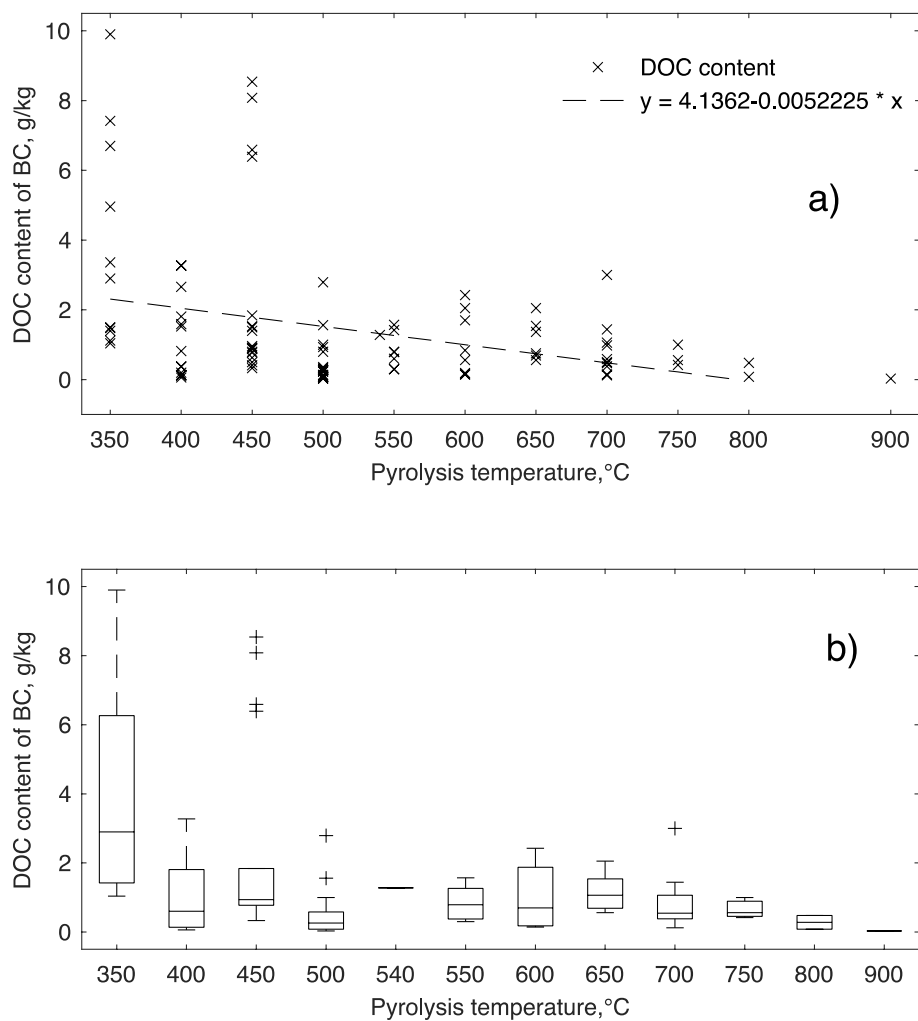 10
8
6
4
2
0
DOC content of BC, g/kg
DOC content
y = 4.1362-0.0052225 * x
a)
350 400 450 500 550 600 650 700 750 800 900
Pyrolysis temperature,°C
10
8
6
4
2
0
DOC content of BC, g/kg
b)
350 400 450 500 540 550 600 650 700 750 800 900
Pyrolysis temperature,°C